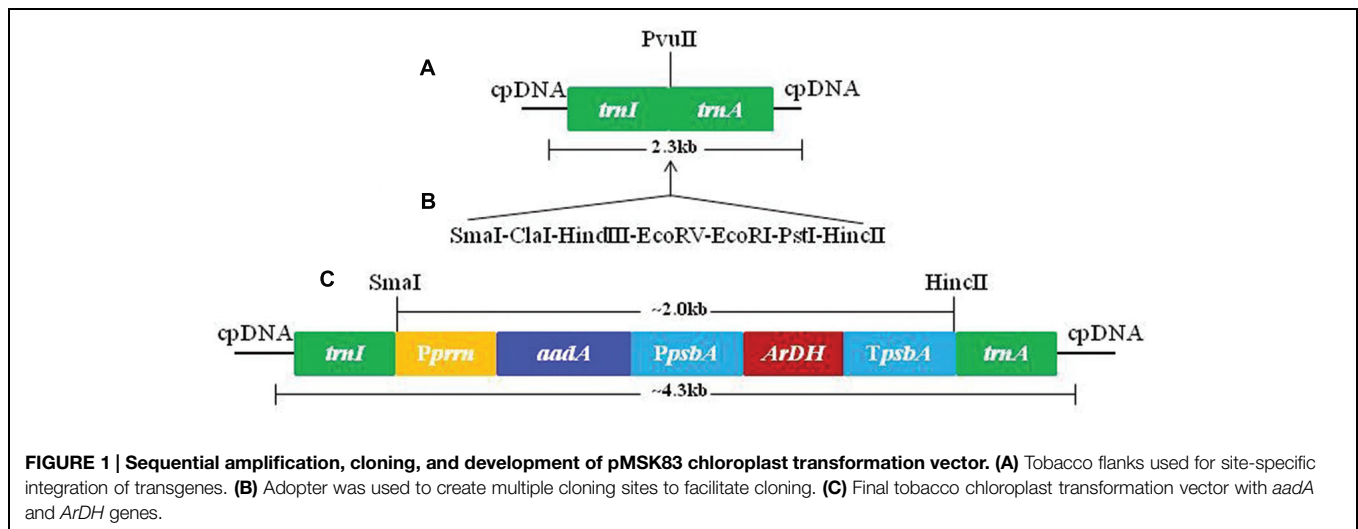 PvuII
A
cpDNA
cpDNA
trnI
trnA
2.3kb
B
SmaI-ClaI-HindIII-EcoRV-EcoRI-PstI-HincII
C
SmaI
HincII
~2.0kb
cpDNA
cpDNA
trnI
Pprrn
aadA
PpsbA
ArDH
TpsbA
trnA
~4.3kb
FIGURE 1 | Sequential amplification, cloning, and development of pMSK83 chloroplast transformation vector. (A) Tobacco flanks used for site-specific
integration of transgenes. (B) Adopter was used to create multiple cloning sites to facilitate cloning. (C) Final tobacco chloroplast transformation vector with aadA
and ArDH genes.